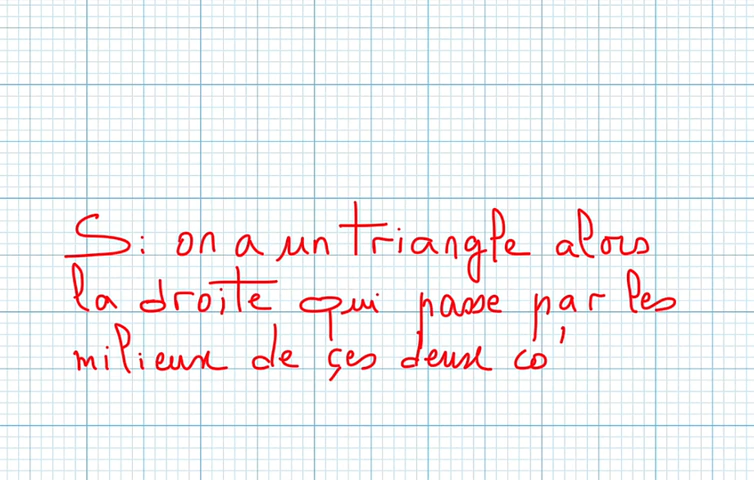 Si on a un triangle alors
la droite qui passe par les
milieux de ses deux co'